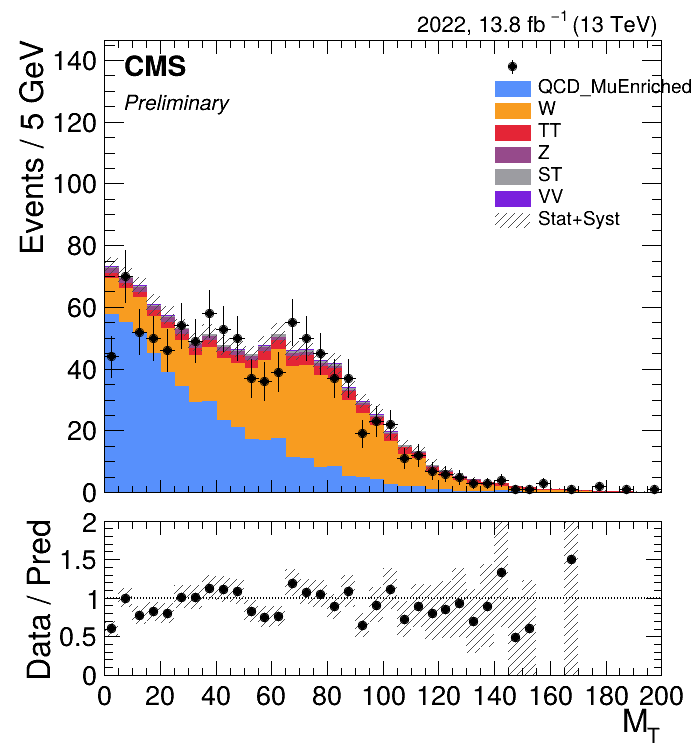 2022, 13.8 fb⁻¹ (13 TeV)
CMS
Preliminary
QCD_MuEnriched
W
TT
Z
ST
VV
Stat+Syst
Events / 5 GeV
140
120
100
80
60
40
20
0
Data / Pred
2
1.5
1
0.5
0
0 20 40 60 80 100 120 140 160 180 200
M_T